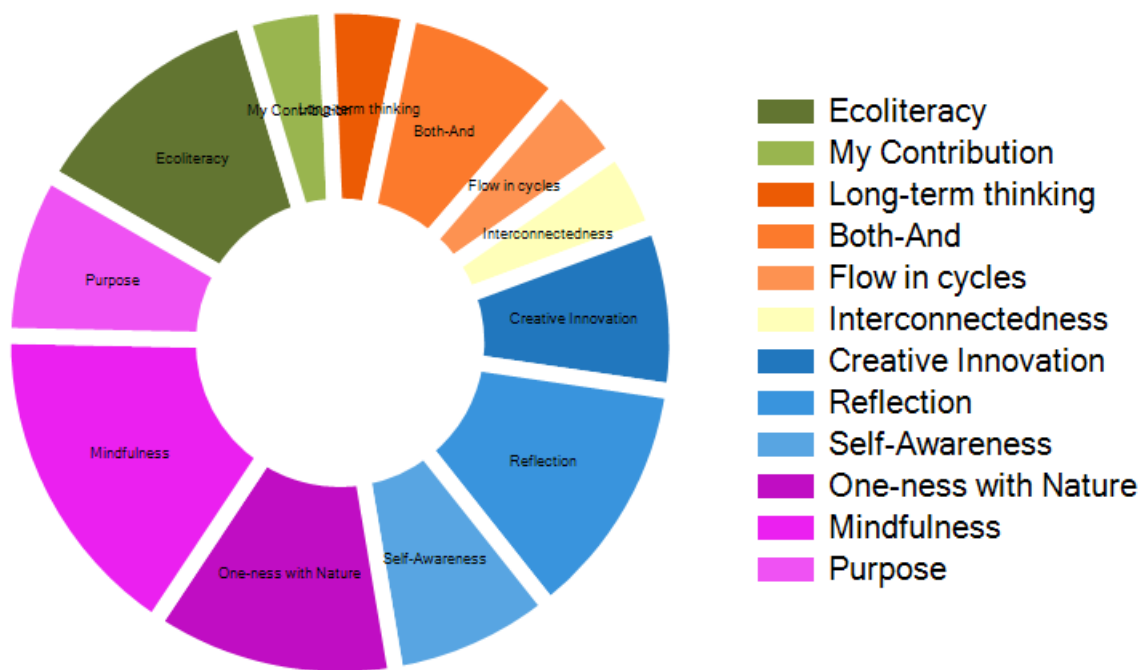 My Contribution
Long-term thinking
Both-And
Ecoliteracy
Flow in cycles
Interconnectedness
Purpose
Creative Innovation
Mindfulness
Reflection
Self-Awareness
One-ness with Nature
Ecoliteracy
My Contribution
Long-term thinking
Both-And
Flow in cycles
Interconnectedness
Creative Innovation
Reflection
Self-Awareness
One-ness with Nature
Mindfulness
Purpose